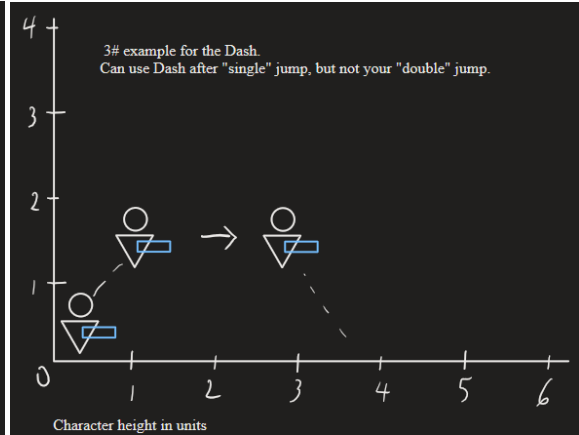 4
3# example for the Dash.
Can use Dash after "single" jump, but not your "double" jump.
3
2
1
0
1 2 3 4 5 6
Character height in units